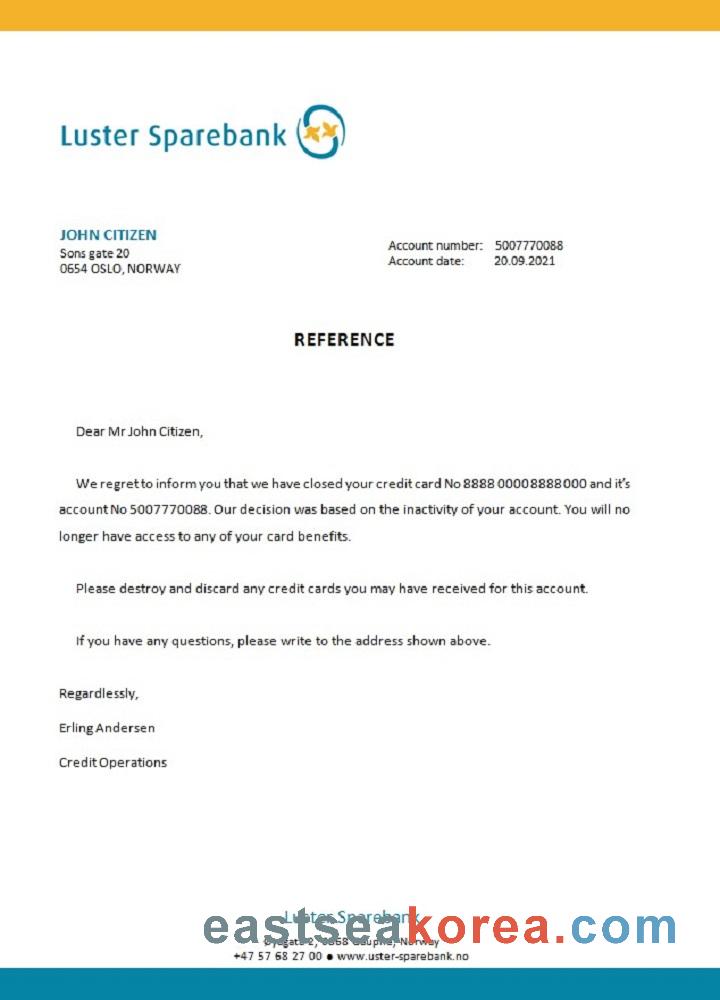 Luster Sparebank
JOHN CITIZEN
Sons gate 20
0654 OSLO, NORWAY
Account number: 5007770088
Account date: 20.09.2021
REFERENCE
Dear Mr John Citizen,
We regret to inform you that we have closed your credit card No 8888 00008888000 and it's
account No 5007770088. Our decision was based on the inactivity of your account. You will no
longer have access to any of your card benefits.
Please destroy and discard any credit cards you may have received for this account.
If you have any questions, please write to the address shown above.
Regardlessly,
Erling Andersen
Credit Operations
Luster Sparebank
eastseakorea.com
2, 6868 Gaupne, Norway
+47 57 68 27 00 ● www.uster-sparebank.no